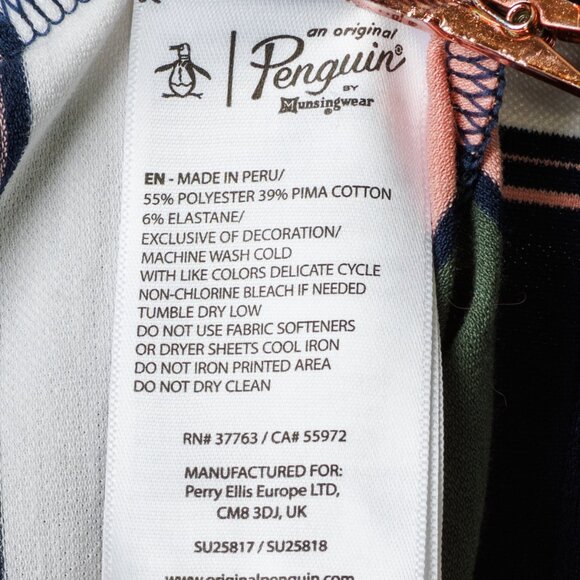 an original
Penguin®
BY
Munsingwear
®
EN - MADE IN PERU/
55% POLYESTER 39% PIMA COTTON
6% ELASTANE/
EXCLUSIVE OF DECORATION/
MACHINE WASH COLD
WITH LIKE COLORS DELICATE CYCLE
NON-CHLORINE BLEACH IF NEEDED
TUMBLE DRY LOW
DO NOT USE FABRIC SOFTENERS
OR DRYER SHEETS COOL IRON
DO NOT IRON PRINTED AREA
DO NOT DRY CLEAN
RN# 37763 / CA# 55972
MANUFACTURED FOR:
Perry Ellis Europe LTD,
CM8 3DJ, UK
SU25817 / SU25818
www.originalpenguin.com